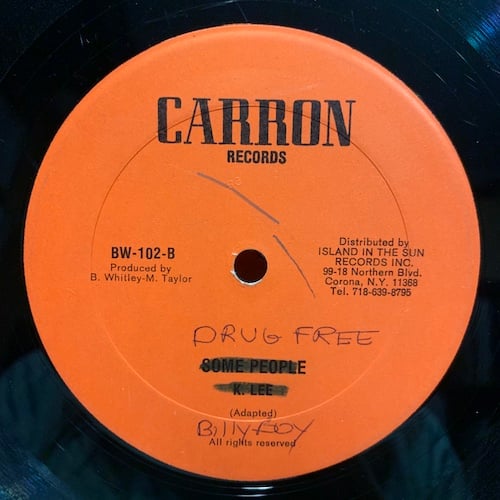 CARRON
RECORDS
BW-102-B
Produced by
B. Whitley-M. Taylor
Distributed by
ISLAND IN THE SUN
RECORDS INC.
99-18 Northern Blvd.
Corona, N.Y. 11368
Tel. 718-639-8795
DRUG FREE
SOME PEOPLE
K. LEE
(Adapted)
Billy Boy
All rights reserved